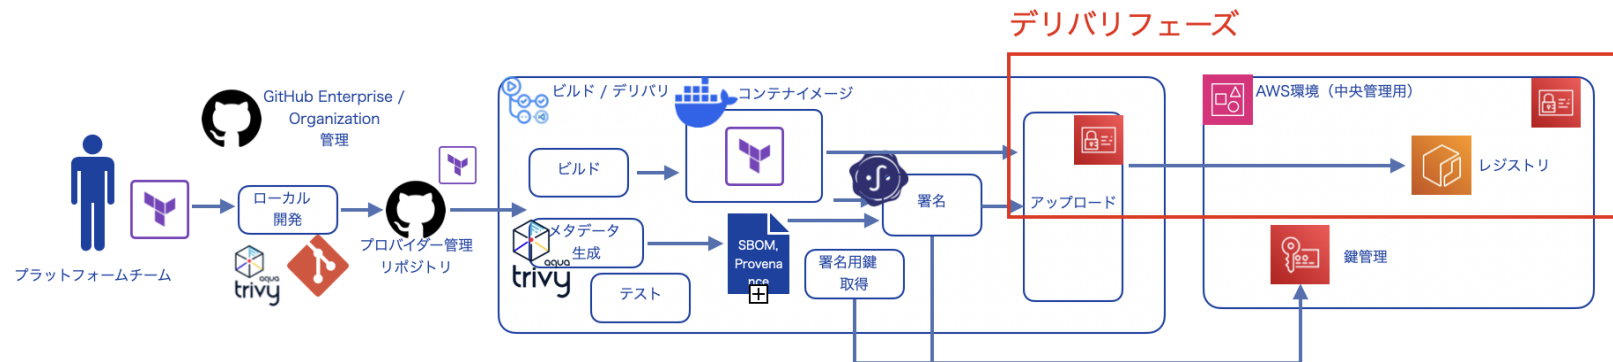 デリバリフェーズ
GitHub Enterprise /
Organization
管理
ビルド / デリバリ
コンテナイメージ
AWS環境（中央管理用）
ビルド
レジストリ
ローカル
開発
署名
アップロード
プロバイダー管理
リポジトリ
メタデータ
生成
aqua
trivy
SBOM,
Provena
nce
署名用鍵
取得
鍵管理
プラットフォームチーム
aqua
trivy
テスト